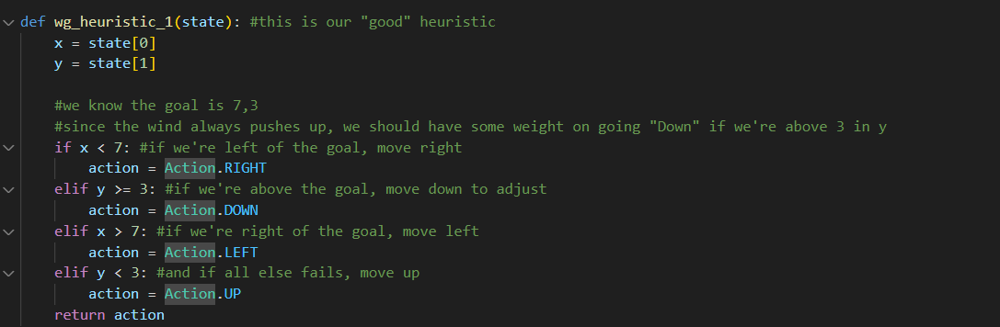 def wg_heuristic_1(state): #this is our "good" heuristic
    x = state[0]
    y = state[1]

    #we know the goal is 7,3
    #since the wind always pushes up, we should have some weight on going "Down" if we're above 3 in y
    if x < 7: #if we're left of the goal, move right
        action = Action.RIGHT
    elif y >= 3: #if we're above the goal, move down to adjust
        action = Action.DOWN
    elif x > 7: #if we're right of the goal, move left
        action = Action.LEFT
    elif y < 3: #and if all else fails, move up
        action = Action.UP
    return action